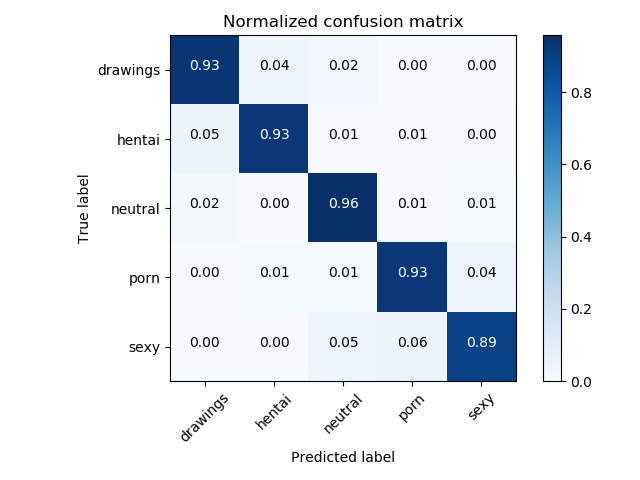 Normalized confusion matrix
True label
drawings 0.93 0.04 0.02 0.00 0.00
hentai 0.05 0.93 0.01 0.01 0.00
neutral 0.02 0.00 0.96 0.01 0.01
porn 0.00 0.01 0.01 0.93 0.04
sexy 0.00 0.00 0.05 0.06 0.89
drawings hentai neutral porn sexy
Predicted label
0.8
0.6
0.4
0.2
0.0